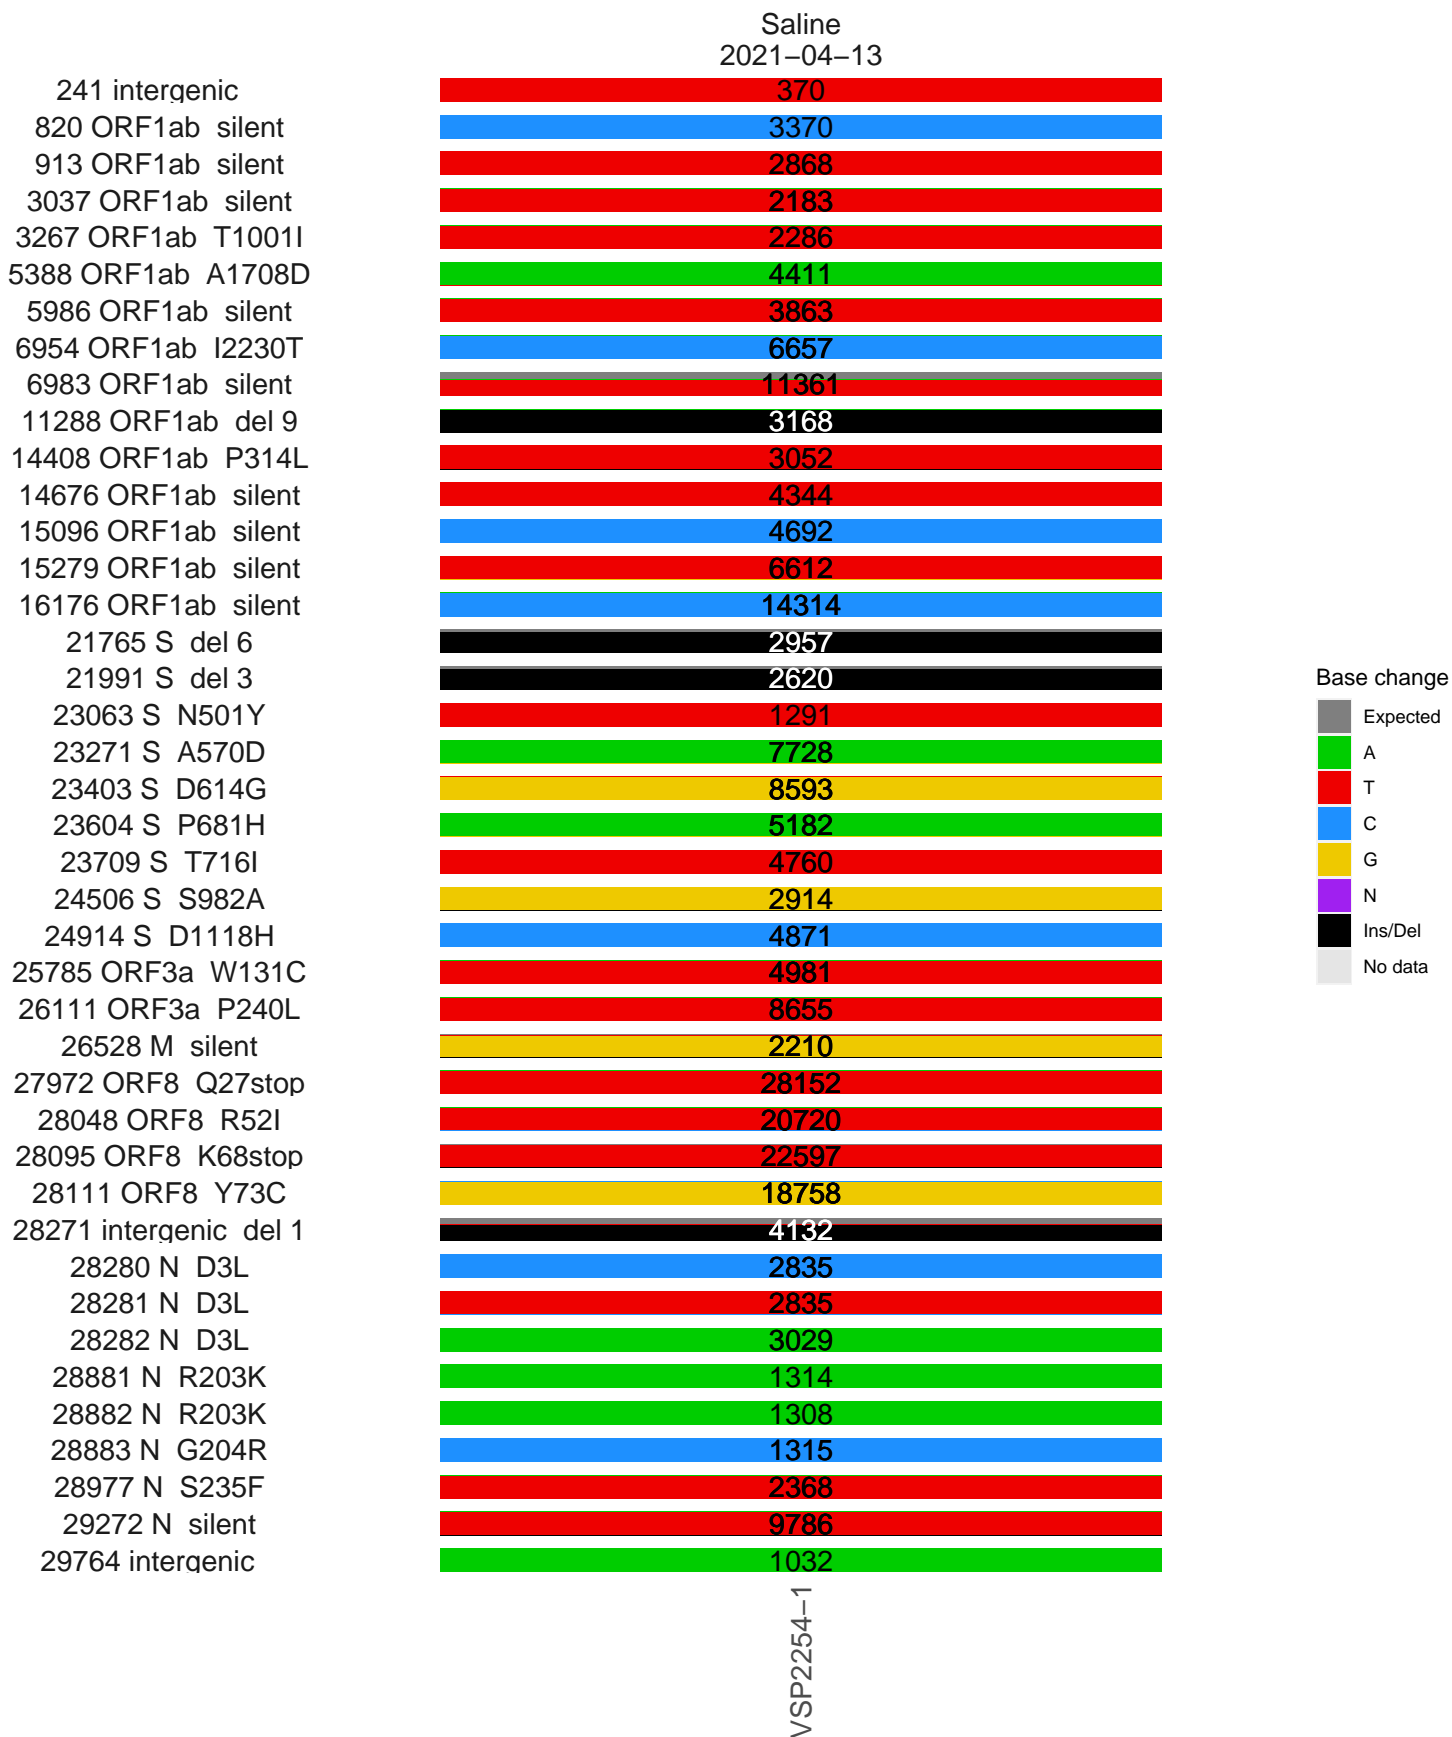 Saline
2021−04−13
241 intergenic 370
820 ORF1ab silent 3370
913 ORF1ab silent 2868
3037 ORF1ab silent 2183
3267 ORF1ab T1001I 2286
5388 ORF1ab A1708D 4411
5986 ORF1ab silent 3863
6954 ORF1ab I2230T 6657
6983 ORF1ab silent 11361
11288 ORF1ab del 9 3168
14408 ORF1ab P314L 3052
14676 ORF1ab silent 4344
15096 ORF1ab silent 4692
15279 ORF1ab silent 6612
16176 ORF1ab silent 14314
21765 S del 6 2957
21991 S del 3 2620
23063 S N501Y 1291
23271 S A570D 7728
23403 S D614G 8593
23604 S P681H 5182
23709 S T716I 4760
24506 S S982A 2914
24914 S D1118H 4871
25785 ORF3a W131C 4981
26111 ORF3a P240L 8655
26528 M silent 2210
27972 ORF8 Q27stop 28152
28048 ORF8 R52I 20720
28095 ORF8 K68stop 22597
28111 ORF8 Y73C 18758
28271 intergenic del 1 4132
28280 N D3L 2835
28281 N D3L 2835
28282 N D3L 3029
28881 N R203K 1314
28882 N R203K 1308
28883 N G204R 1315
28977 N S235F 2368
29272 N silent 9786
29764 intergenic 1032
VSP2254−1
Base change
Expected
A
T
C
G
N
Ins/Del
No data